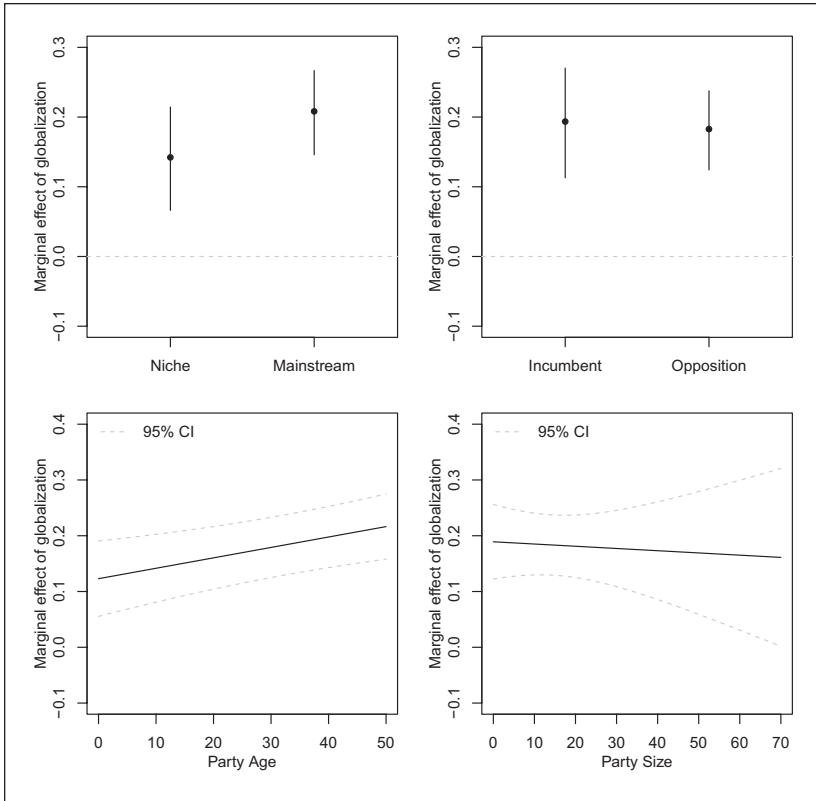 Marginal effect of globalization
0.3
0.2
0.1
0.0
−0.1
Niche
Mainstream
Marginal effect of globalization
0.3
0.2
0.1
0.0
−0.1
Incumbent
Opposition
Marginal effect of globalization
0.4
0.3
0.2
0.1
0.0
−0.1
95% CI
0 10 20 30 40 50
Party Age
Marginal effect of globalization
0.4
0.3
0.2
0.1
0.0
−0.1
95% CI
0 10 20 30 40 50 60 70
Party Size